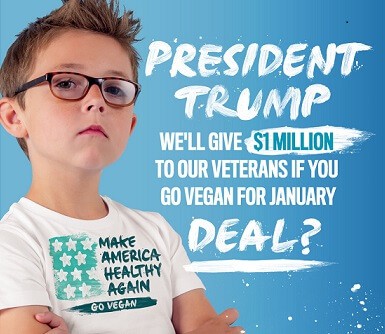 PRESIDENT
TRUMP
WE'LL GIVE $1 MILLION
TO OUR VETERANS IF YOU
GO VEGAN FOR JANUARY
DEAL?
MAKE
AMERICA
HEALTHY
AGAIN
GO VEGAN